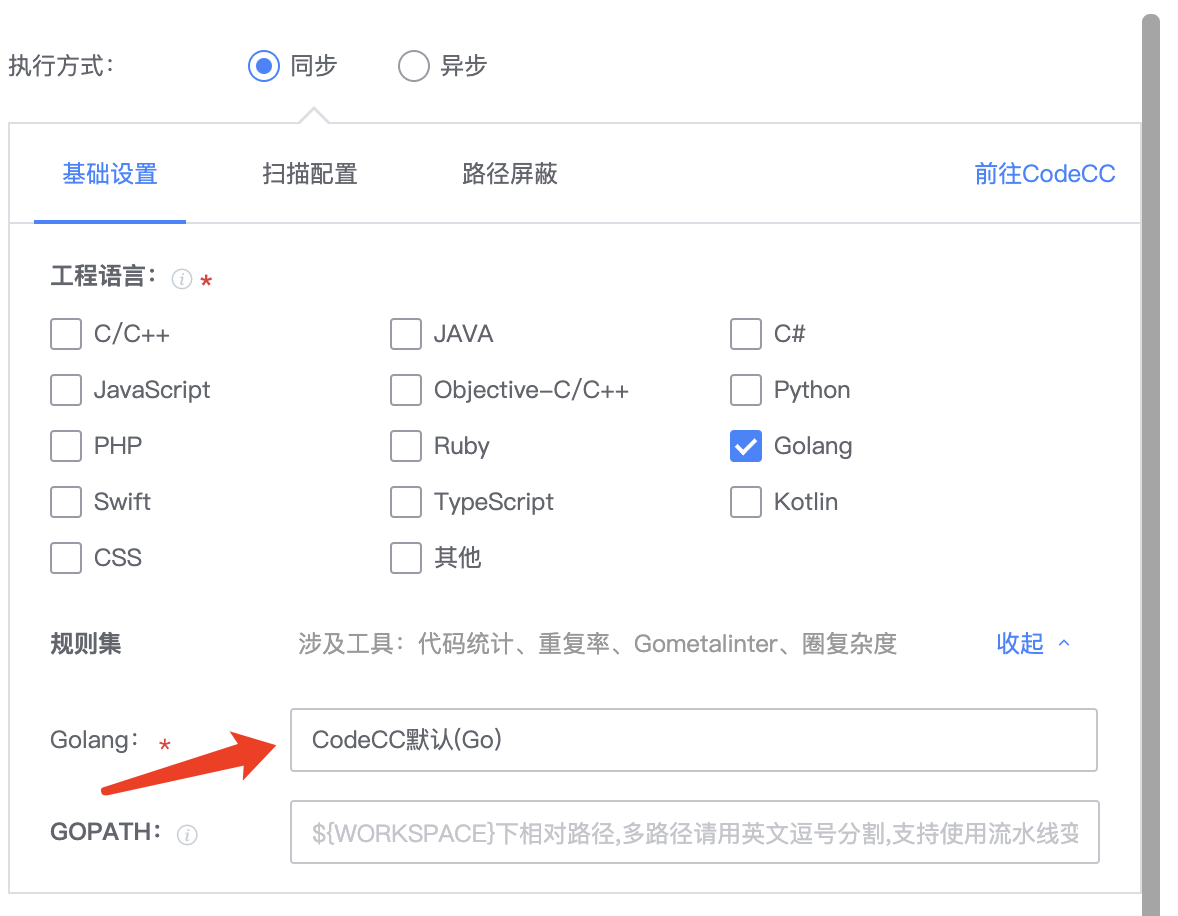 执行方式： 同步 异步
基础设置 扫描配置 路径屏蔽 前往CodeCC
工程语言： *
C/C++ JAVA C#
JavaScript Objective-C/C++ Python
PHP Ruby Golang
Swift TypeScript Kotlin
CSS 其他
规则集 涉及工具：代码统计、重复率、Gometalinter、圈复杂度 收起
Golang： * CodeCC默认(Go)
GOPATH： ${WORKSPACE}下相对路径,多路径请用英文逗号分割,支持使用流水线变